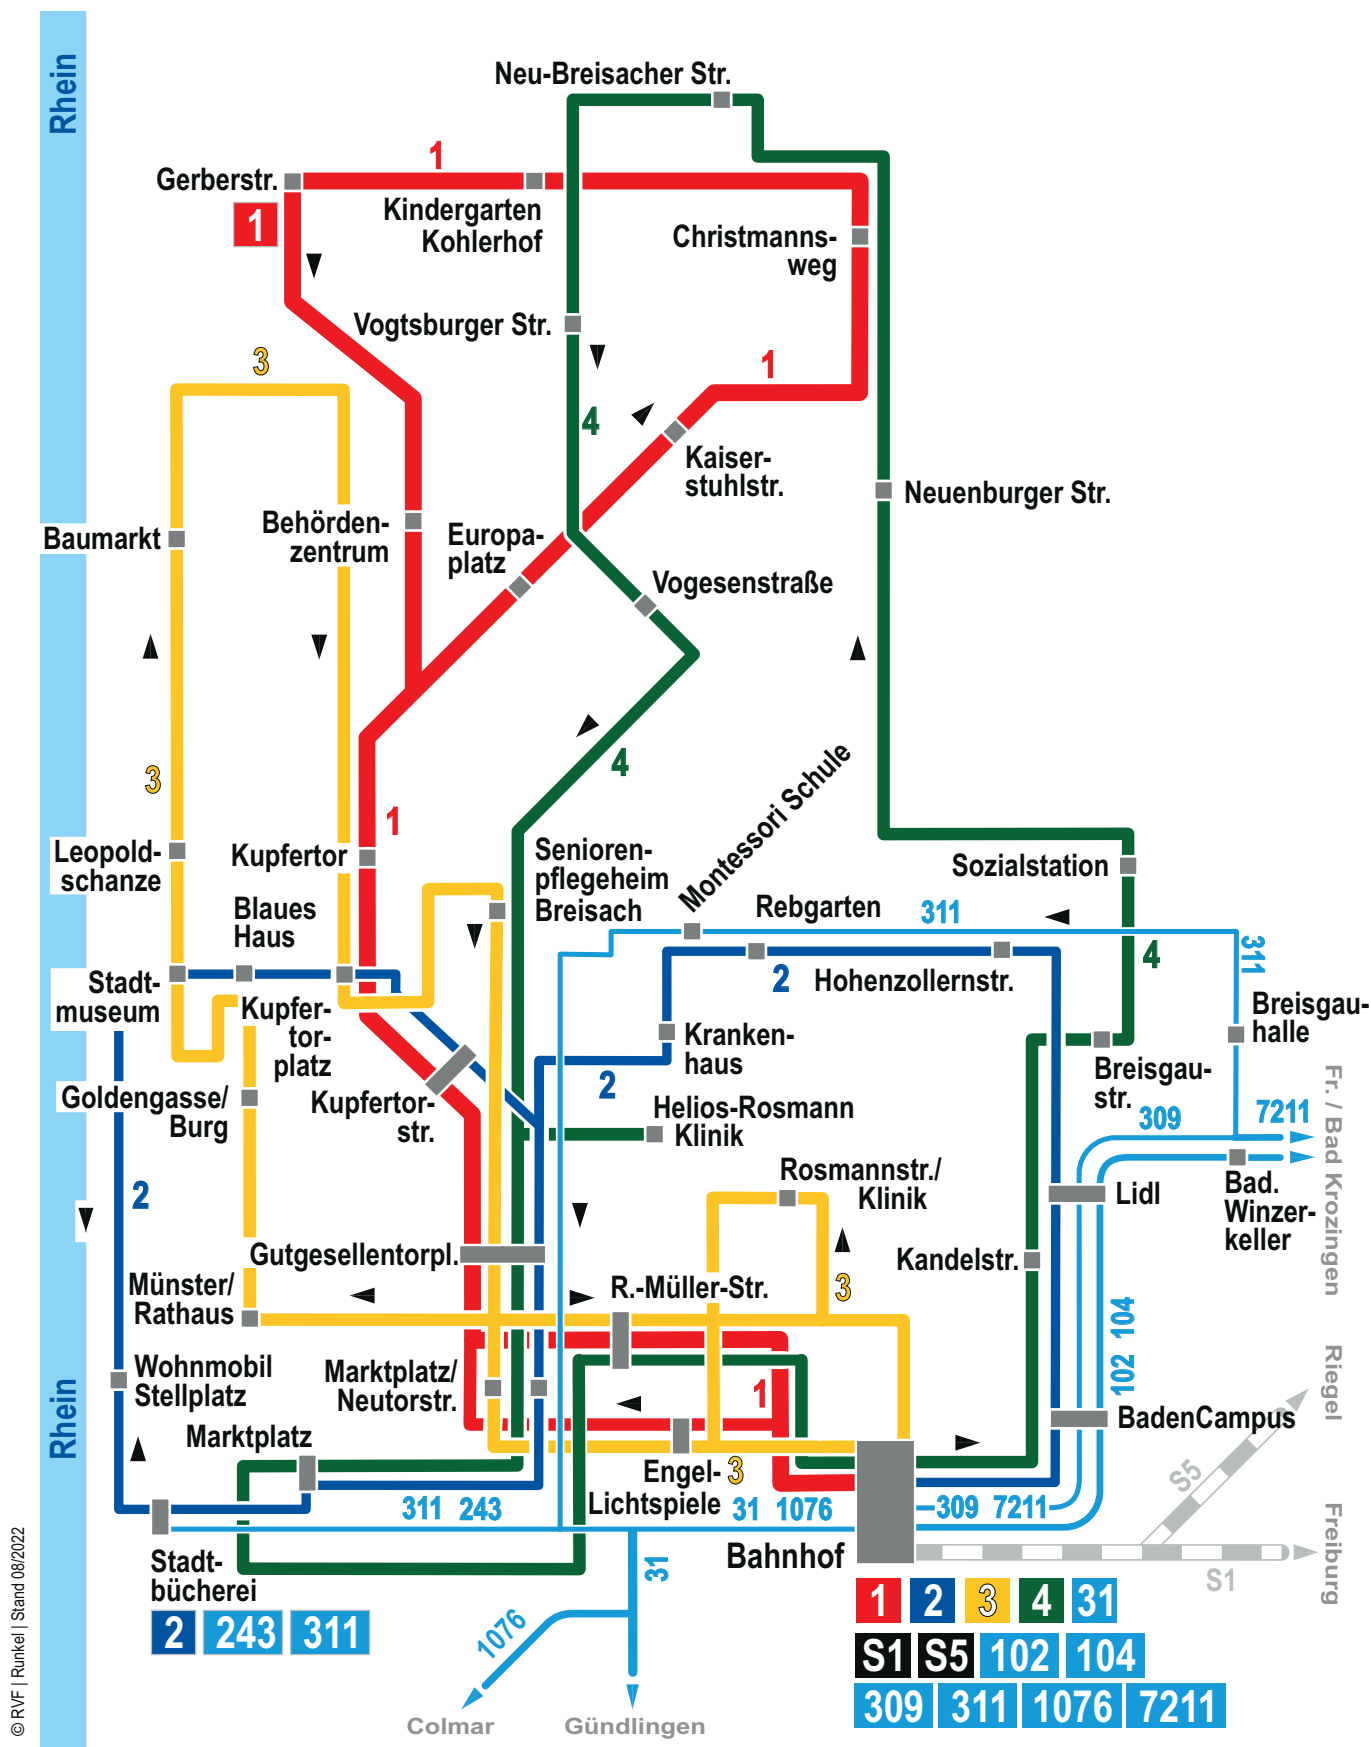 Rhein
Neu-Breisacher Str.
1
Gerberstr.
1
Kindergarten
Kohlerhof
Christmanns-
weg
Vogtsburger Str.
3
1
4
Kaiser-
stuhlstr.
Neuenburger Str.
Baumarkt
Behörden-
zentrum
Europa-
platz
Vogesenstraße
3
4
1
Montessori Schule
Leopold-
schanze
Kupfertor
Senioren-
pflegeheim
Breisach
Sozialstation
Blaues
Haus
Rebgarten
311
311
4
2
Hohenzollernstr.
Stadt-
museum
Kupfer-
tor-
platz
Kranken-
haus
Breisgau-
halle
2
Goldengasse/
Burg
Kupfertor-
str.
Helios-Rosmann
Klinik
Breisgau-
str.
309
7211
Fr. / Bad Krozingen
2
Rosmannstr./
Klinik
Lidl
Bad.
Winzer-
keller
Gutgesellentorpl.
Kandelstr.
Münster/
Rathaus
R.-Müller-Str.
3
102 104
Wohnmobil
Stellplatz
Marktplatz/
Neutorstr.
1
Riegel
Rhein
Marktplatz
BadenCampus
Engel-
Lichtspiele
3
S5
311 243
31 1076
309 7211
Freiburg
Stadt-
bücherei
Bahnhof
31
S1
2 243 311
1 2 3 4 31
1076
S1 S5 102 104
309 311 1076 7211
Colmar
Gündlingen
© RVF | Runkel | Stand 08/2022